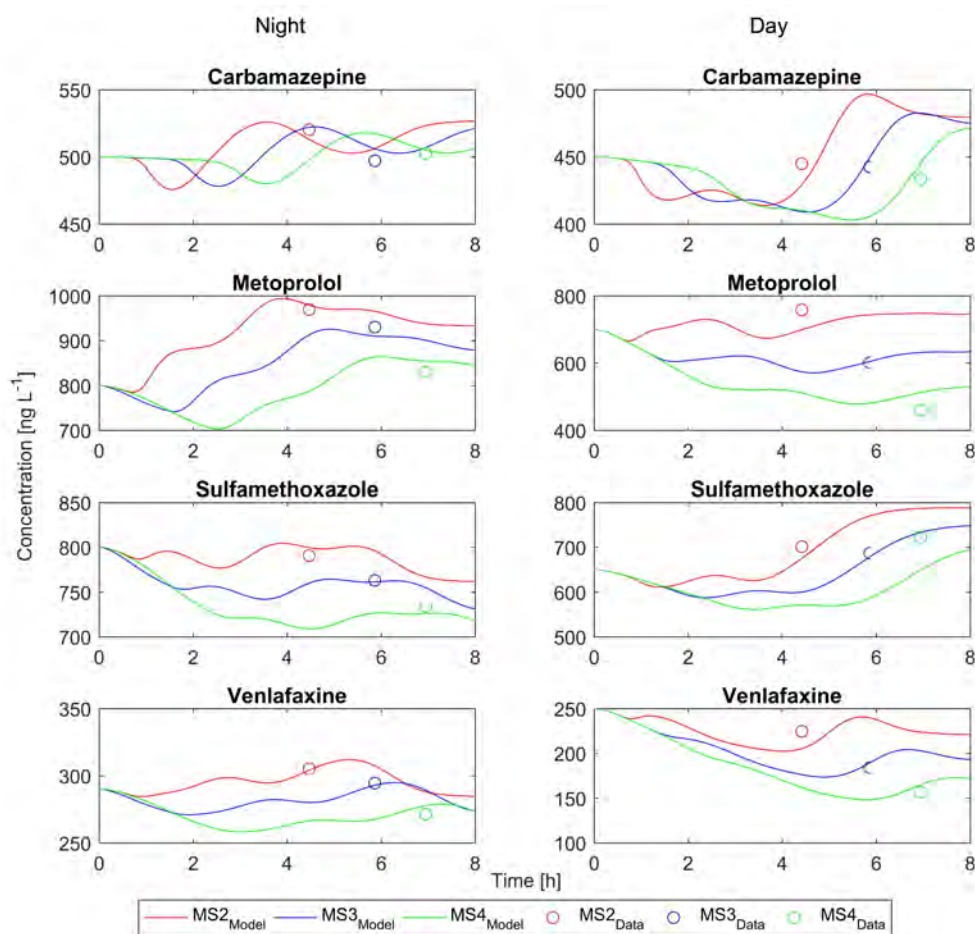 Night
Day
Carbamazepine
Carbamazepine
550
500
450
0 2 4 6 8
500
450
400
0 2 4 6 8
Metoprolol
Metoprolol
1000
900
800
700
0 2 4 6 8
800
600
400
0 2 4 6 8
Concentration [ng L-1]
Sulfamethoxazole
Sulfamethoxazole
850
800
750
700
0 2 4 6 8
800
700
600
500
0 2 4 6 8
Venlafaxine
Venlafaxine
350
300
250
0 2 4 6 8
250
200
150
100
0 2 4 6 8
Time [h]
MS2Model MS3Model MS4Model MS2Data MS3Data MS4Data